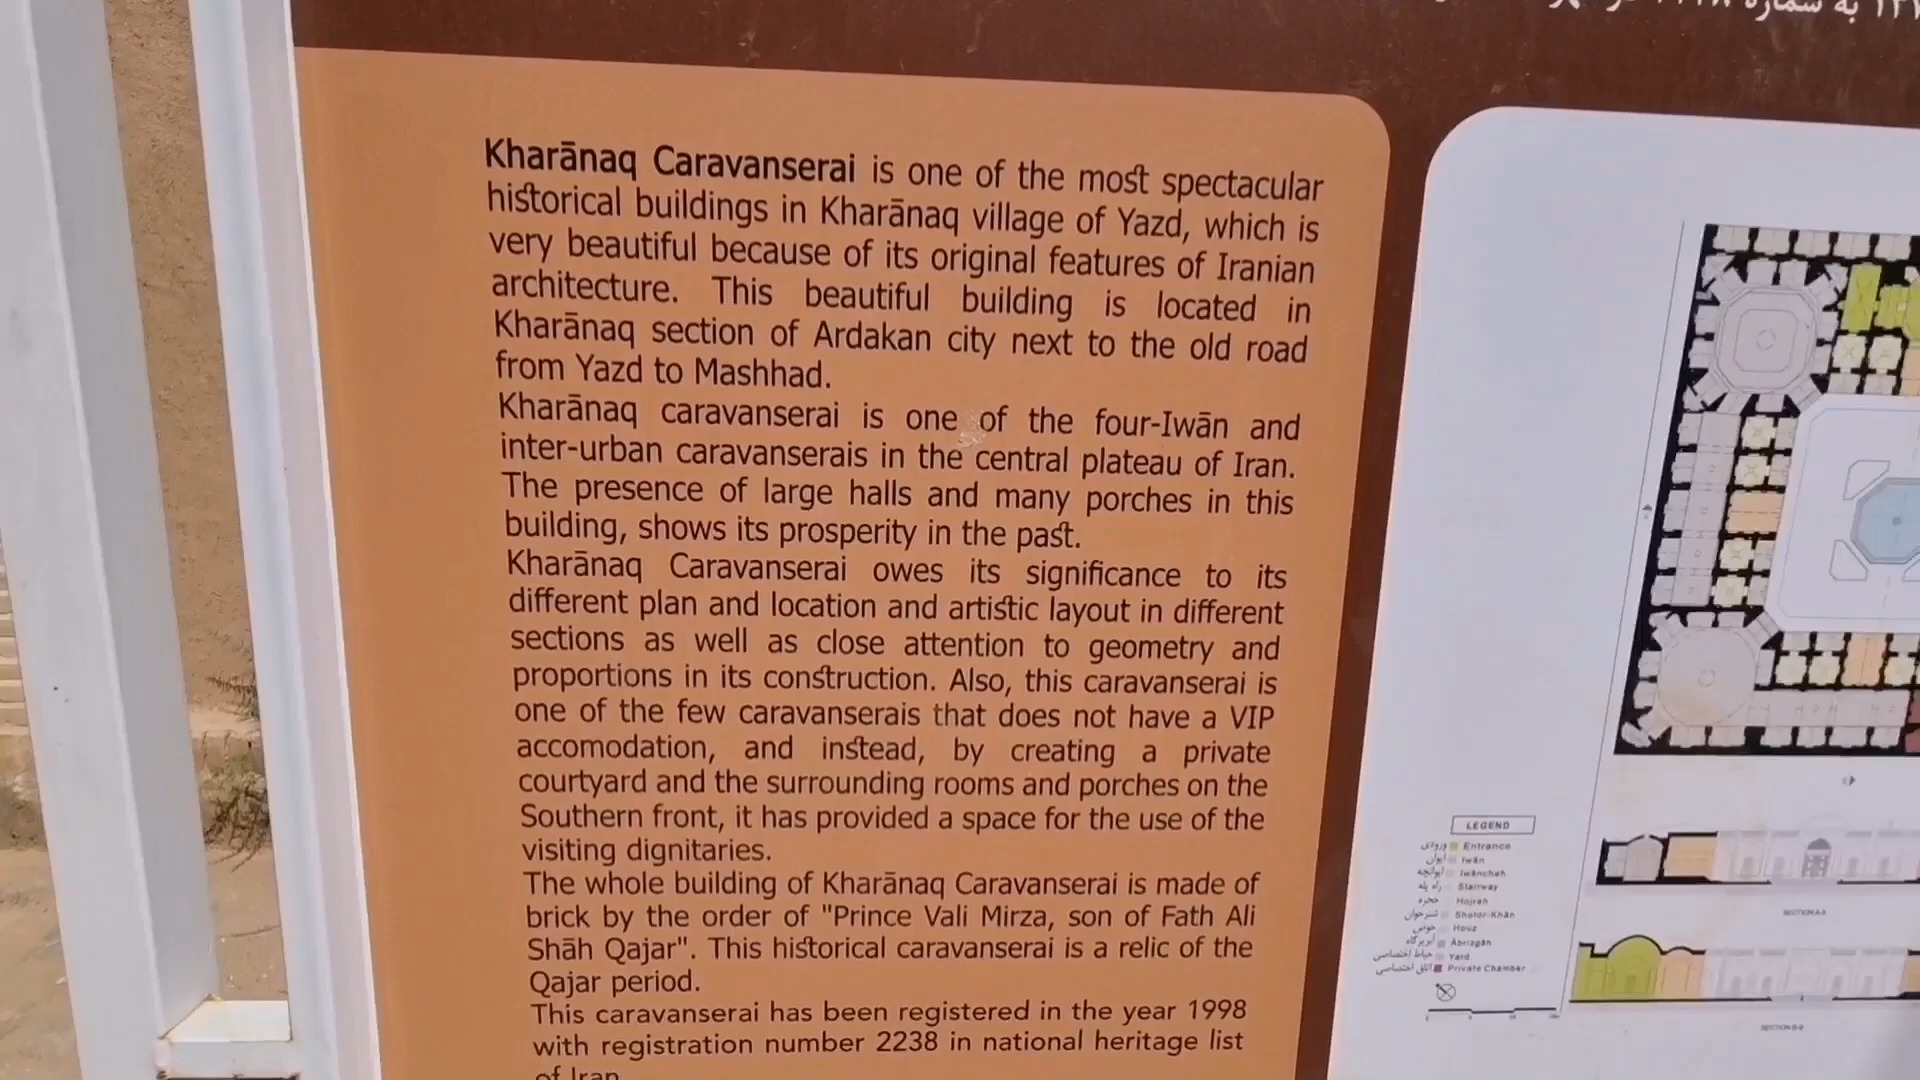 به شماره
Kharānaq Caravanserai is one of the most spectacular
historical buildings in Kharānaq village of Yazd, which is
very beautiful because of its original features of Iranian
architecture. This beautiful building is located in
Kharānaq section of Ardakan city next to the old road
from Yazd to Mashhad.
Kharānaq caravanserai is one of the four-Iwān and
inter-urban caravanserais in the central plateau of Iran.
The presence of large halls and many porches in this
building, shows its prosperity in the past.
Kharānaq Caravanserai owes its significance to its
different plan and location and artistic layout in different
sections as well as close attention to geometry and
proportions in its construction. Also, this caravanserai is
one of the few caravanserais that does not have a VIP
accomodation, and instead, by creating a private
courtyard and the surrounding rooms and porches on the
Southern front, it has provided a space for the use of the
visiting dignitaries.
The whole building of Kharānaq Caravanserai is made of
brick by the order of "Prince Vali Mirza, son of Fath Ali
Shāh Qajar". This historical caravanserai is a relic of the
Qajar period.
This caravanserai has been registered in the year 1998
with registration number 2238 in national heritage list
of Iran
LEGEND
ورودی Entrance
ایوان Iwān
ایوانچه Iwāncheh
راه پله Stairway
حجره Hojreh
شترخوان Shotor-Khān
حوض Houz
آبریزگاه Abrizgān
حیاط اختصاصی Yard
اتاق اختصاصی Private Chamber
SECTION A-A
SECTION B-B